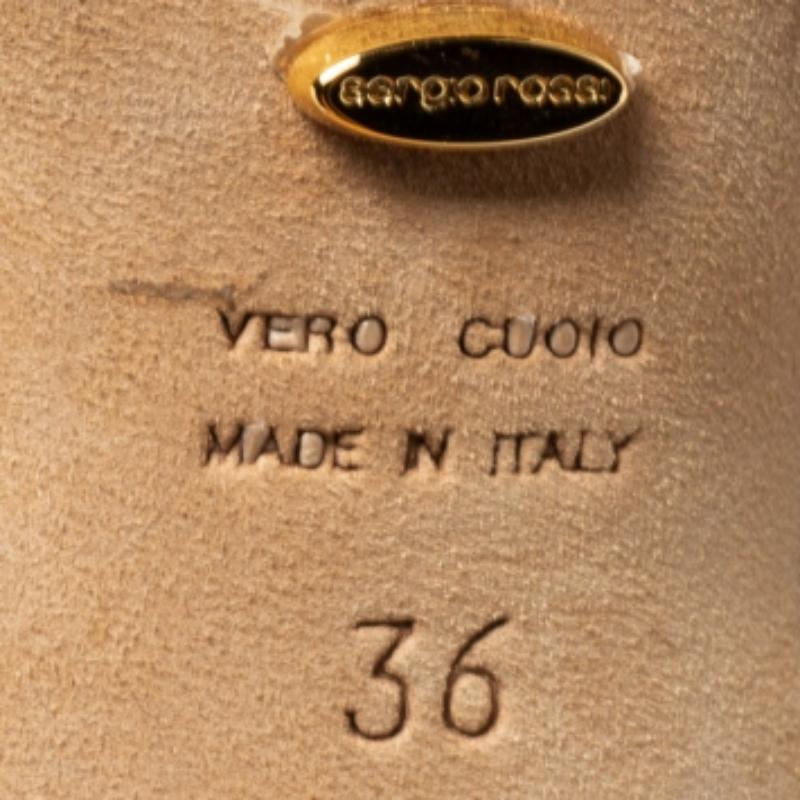 sergio rossi
VERO CUOIO
MADE IN ITALY
36